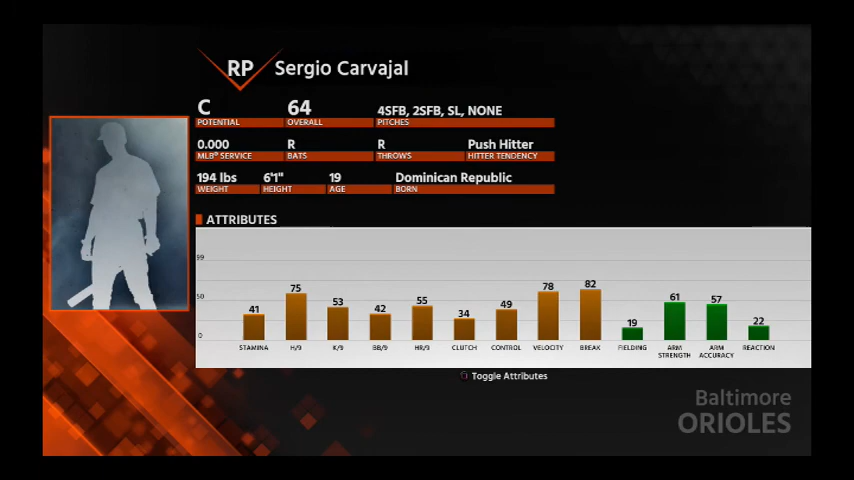 RP Sergio Carvajal
C 64 4SFB, 2SFB, SL, NONE
POTENTIAL OVERALL PITCHES
0.000 R R Push Hitter
MLB® SERVICE BATS THROWS HITTER TENDENCY
194 lbs 6'1" 19 Dominican Republic
WEIGHT HEIGHT AGE BORN
ATTRIBUTES
99
50
0
41 75 53 42 55 34 49 78 82 19 61 57 22
STAMINA H/9 K/9 BB/9 HR/9 CLUTCH CONTROL VELOCITY BREAK FIELDING ARM STRENGTH ARM ACCURACY REACTION
Toggle Attributes
Baltimore
ORIOLES